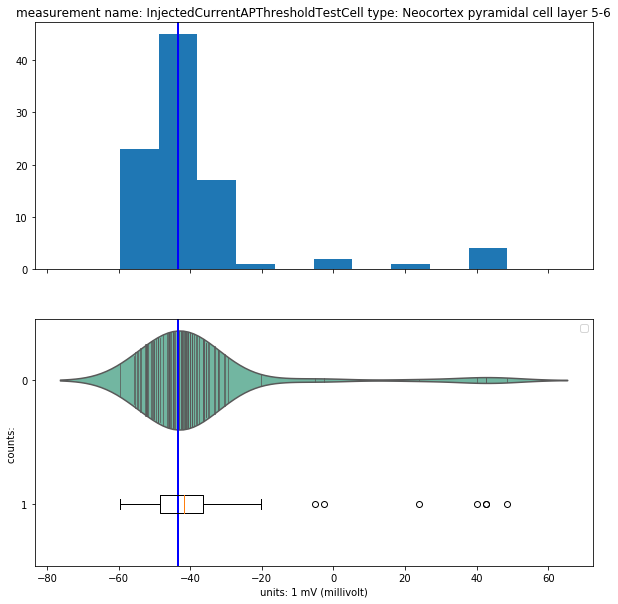 measurement name: InjectedCurrentAPThresholdTestCell type: Neocortex pyramidal cell layer 5-6
40
30
20
10
0
0
counts:
1
−80 −60 −40 −20 0 20 40 60
units: 1 mV (millivolt)